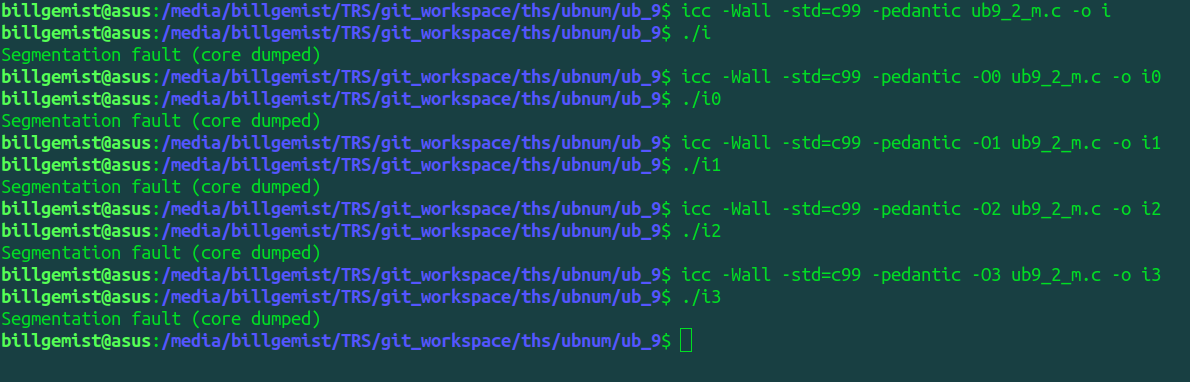 billgemist@asus:/media/billgemist/TRS/git_workspace/ths/ubnum/ub_9$ icc -Wall -std=c99 -pedantic ub9_2_m.c -o i
billgemist@asus:/media/billgemist/TRS/git_workspace/ths/ubnum/ub_9$ ./i
Segmentation fault (core dumped)
billgemist@asus:/media/billgemist/TRS/git_workspace/ths/ubnum/ub_9$ icc -Wall -std=c99 -pedantic -O0 ub9_2_m.c -o i0
billgemist@asus:/media/billgemist/TRS/git_workspace/ths/ubnum/ub_9$ ./i0
Segmentation fault (core dumped)
billgemist@asus:/media/billgemist/TRS/git_workspace/ths/ubnum/ub_9$ icc -Wall -std=c99 -pedantic -O1 ub9_2_m.c -o i1
billgemist@asus:/media/billgemist/TRS/git_workspace/ths/ubnum/ub_9$ ./i1
Segmentation fault (core dumped)
billgemist@asus:/media/billgemist/TRS/git_workspace/ths/ubnum/ub_9$ icc -Wall -std=c99 -pedantic -O2 ub9_2_m.c -o i2
billgemist@asus:/media/billgemist/TRS/git_workspace/ths/ubnum/ub_9$ ./i2
Segmentation fault (core dumped)
billgemist@asus:/media/billgemist/TRS/git_workspace/ths/ubnum/ub_9$ icc -Wall -std=c99 -pedantic -O3 ub9_2_m.c -o i3
billgemist@asus:/media/billgemist/TRS/git_workspace/ths/ubnum/ub_9$ ./i3
Segmentation fault (core dumped)
billgemist@asus:/media/billgemist/TRS/git_workspace/ths/ubnum/ub_9$